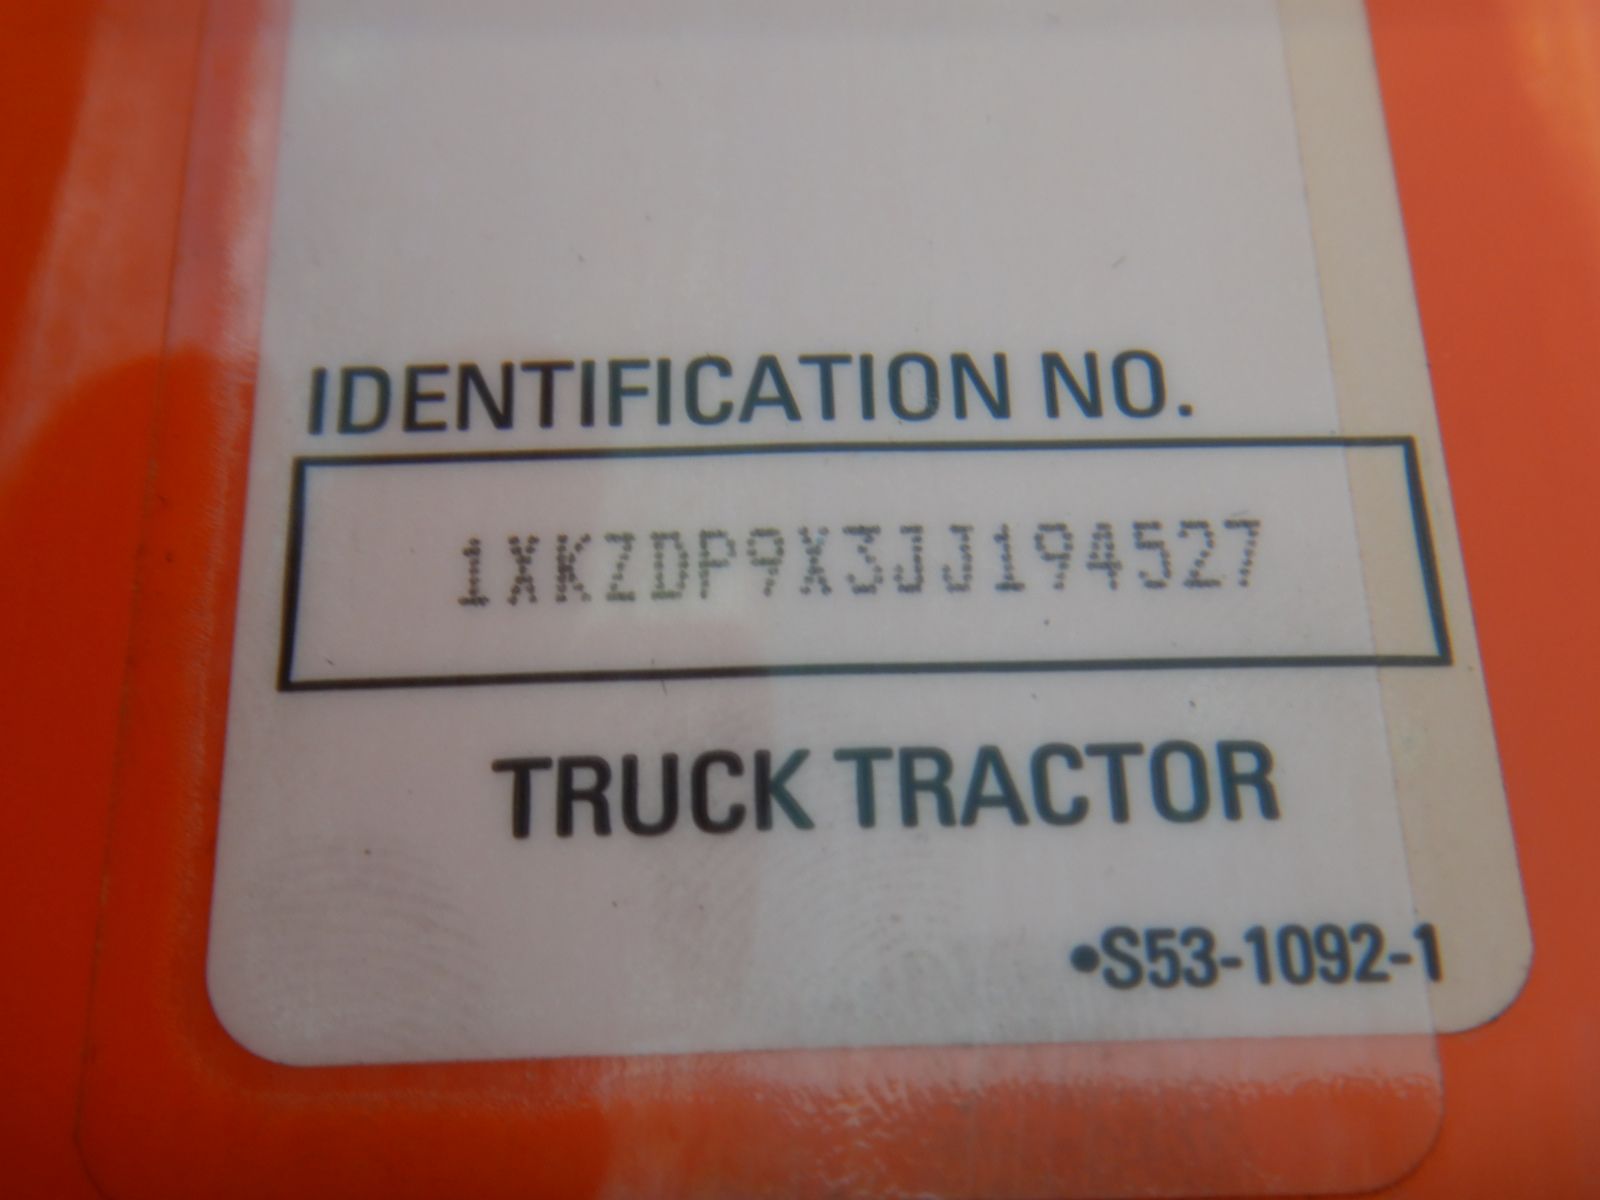 IDENTIFICATION NO.
1XKZDP9X3JJ194527
TRUCK TRACTOR
•S53-1092-1